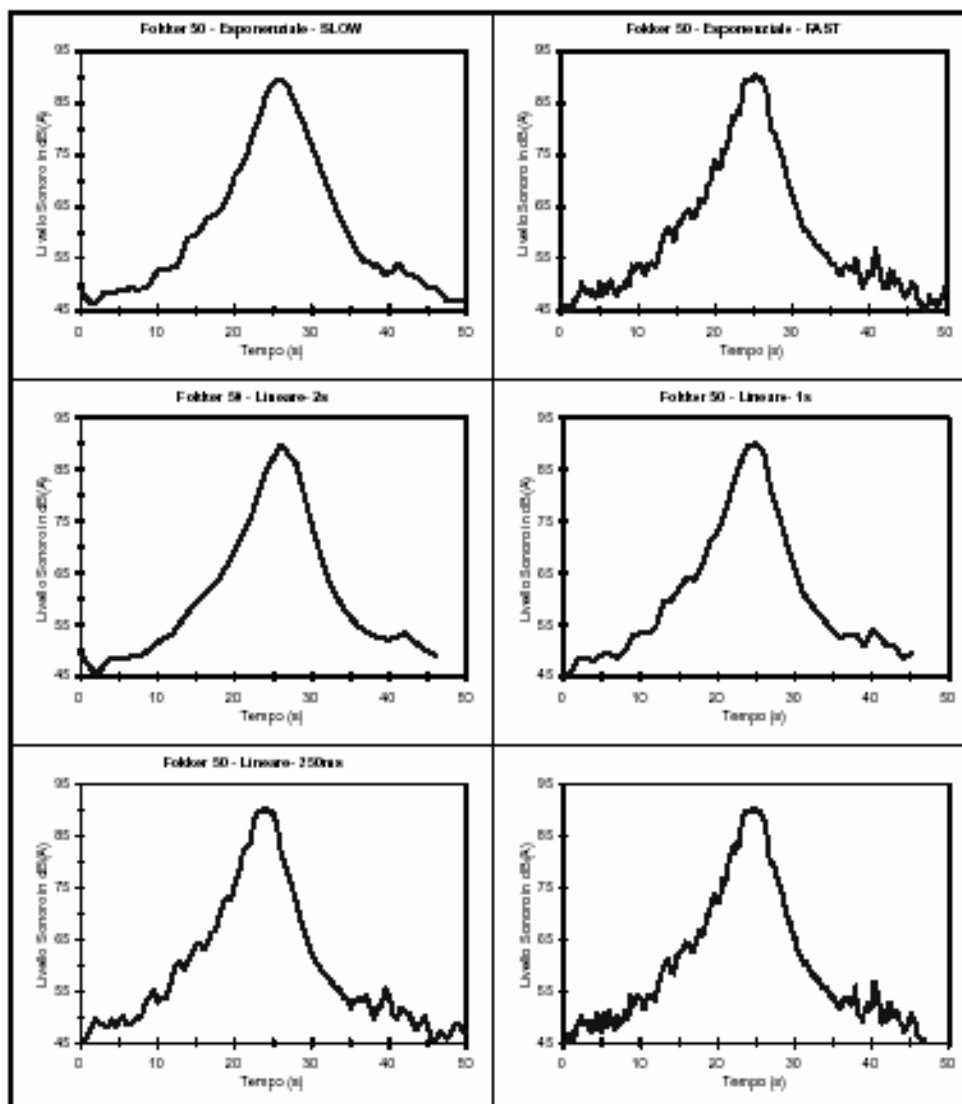 Fokker 50 - Esponenziale - SLOW
95
85
75
65
55
45
Livello Sonoro in dB(A)
0 10 20 30 40 50
Tempo (s)
Fokker 50 - Esponenziale - FAST
95
85
75
65
55
45
Livello Sonoro in dB(A)
0 10 20 30 40 50
Tempo (s)
Fokker 50 - Lineare- 2s
95
85
75
65
55
45
Livello Sonoro in dB(A)
0 10 20 30 40 50
Tempo (s)
Fokker 50 - Lineare- 1s
95
85
75
65
55
45
Livello Sonoro in dB(A)
0 10 20 30 40 50
Tempo (s)
Fokker 50 - Lineare- 250ms
95
85
75
65
55
45
Livello Sonoro in dB(A)
0 10 20 30 40 50
Tempo (s)
95
85
75
65
55
45
Livello Sonoro in dB(A)
0 10 20 30 40 50
Tempo (s)